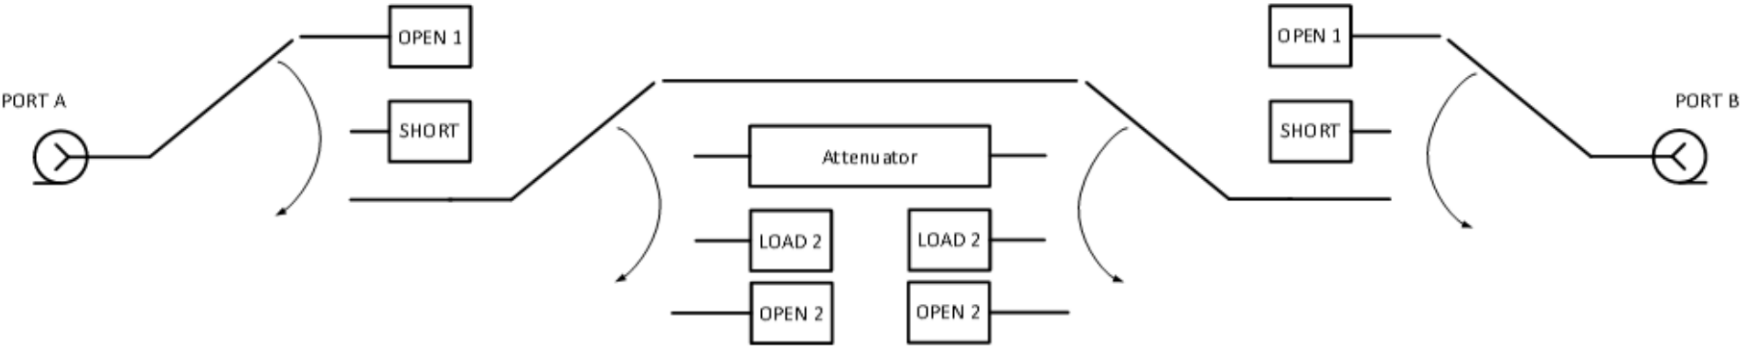 OPEN 1
OPEN 1
PORT A
PORT B
SHORT
SHORT
Attenuator
LOAD 2
LOAD 2
OPEN 2
OPEN 2